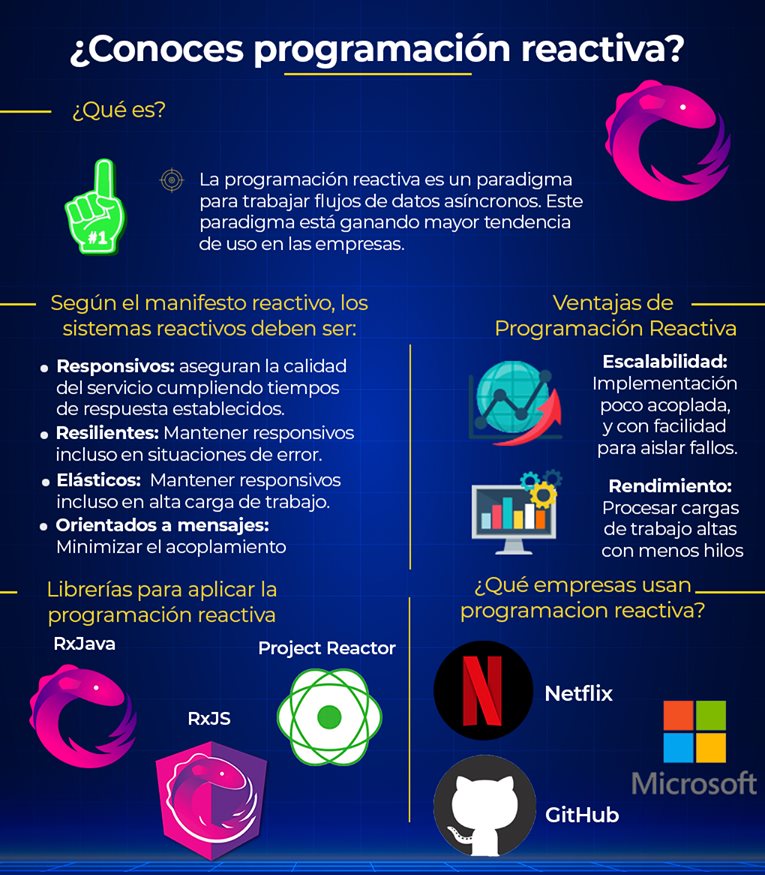 ¿Conoces programación reactiva?
¿Qué es?
#1
La programación reactiva es un paradigma
para trabajar flujos de datos asíncronos. Este
paradigma está ganando mayor tendencia
de uso en las empresas.
Según el manifesto reactivo, los
sistemas reactivos deben ser:
• Responsivos: aseguran la calidad
del servicio cumpliendo tiempos
de respuesta establecidos.
• Resilientes: Mantener responsivos
incluso en situaciones de error.
• Elásticos: Mantener responsivos
incluso en alta carga de trabajo.
• Orientados a mensajes:
Minimizar el acoplamiento
Ventajas de
Programación Reactiva
Escalabilidad:
Implementación
poco acoplada,
y con facilidad
para aislar fallos.
Rendimiento:
Procesar cargas
de trabajo altas
con menos hilos
Librerías para aplicar la
programación reactiva
RxJava
Project Reactor
RxJS
¿Qué empresas usan
programacion reactiva?
Netflix
Microsoft
GitHub